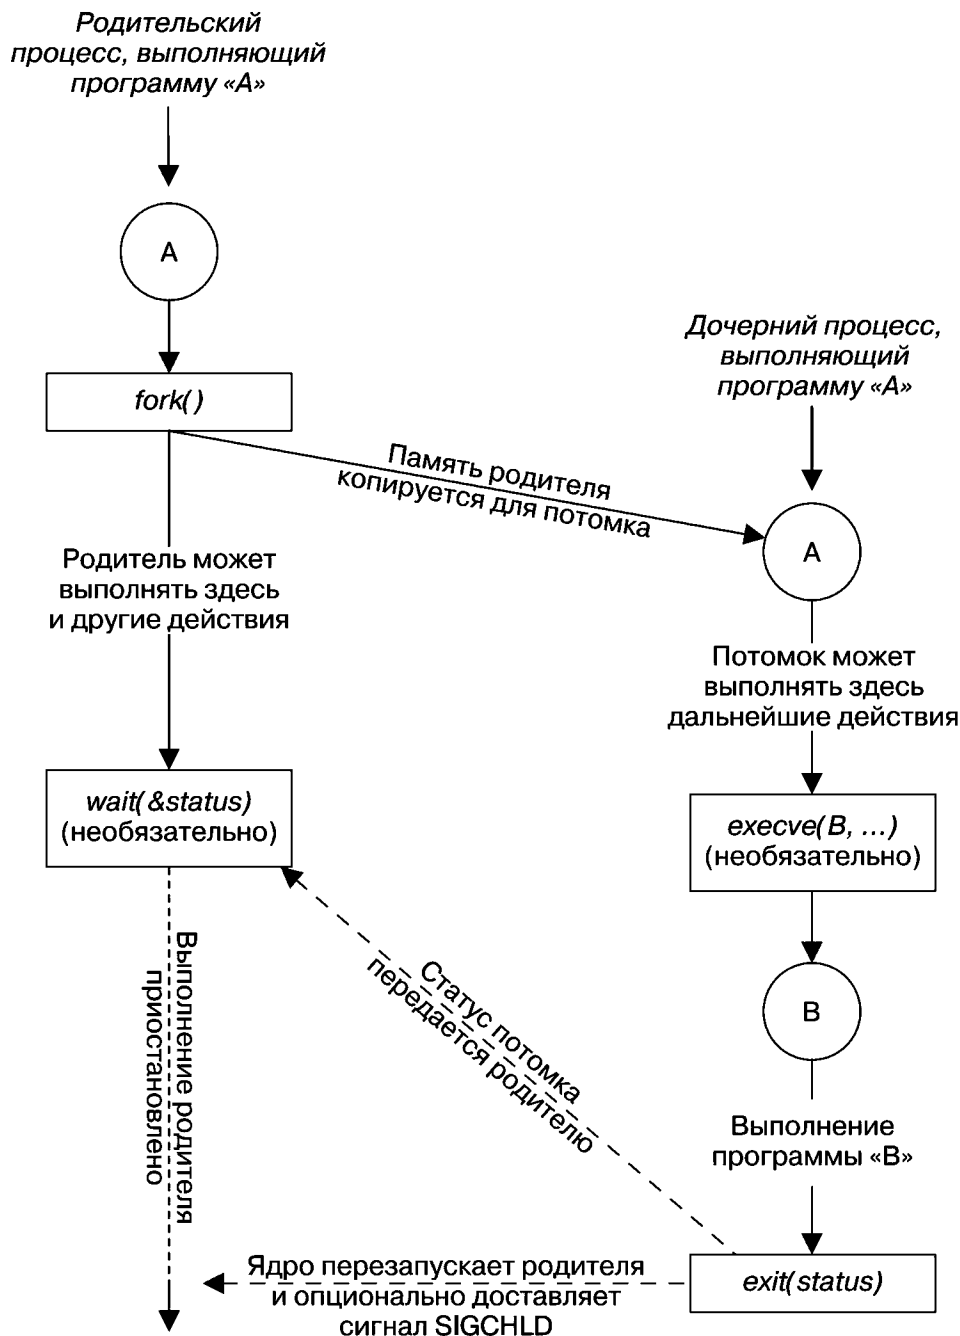 Родительский
процесс, выполняющий
программу «А»
А
fork()
Память родителя
копируется для потомка
Дочерний процесс,
выполняющий
программу «А»
А
Родитель может
выполнять здесь
и другие действия
Потомок может
выполнять здесь
дальнейшие действия
wait(&status)
(необязательно)
execve(B, ...)
(необязательно)
В
Выполнение родителя
приостановлено
Статус потомка
передается родителю
Выполнение
программы «В»
Ядро перезапускает родителя
и опционально доставляет
сигнал SIGCHLD
exit(status)